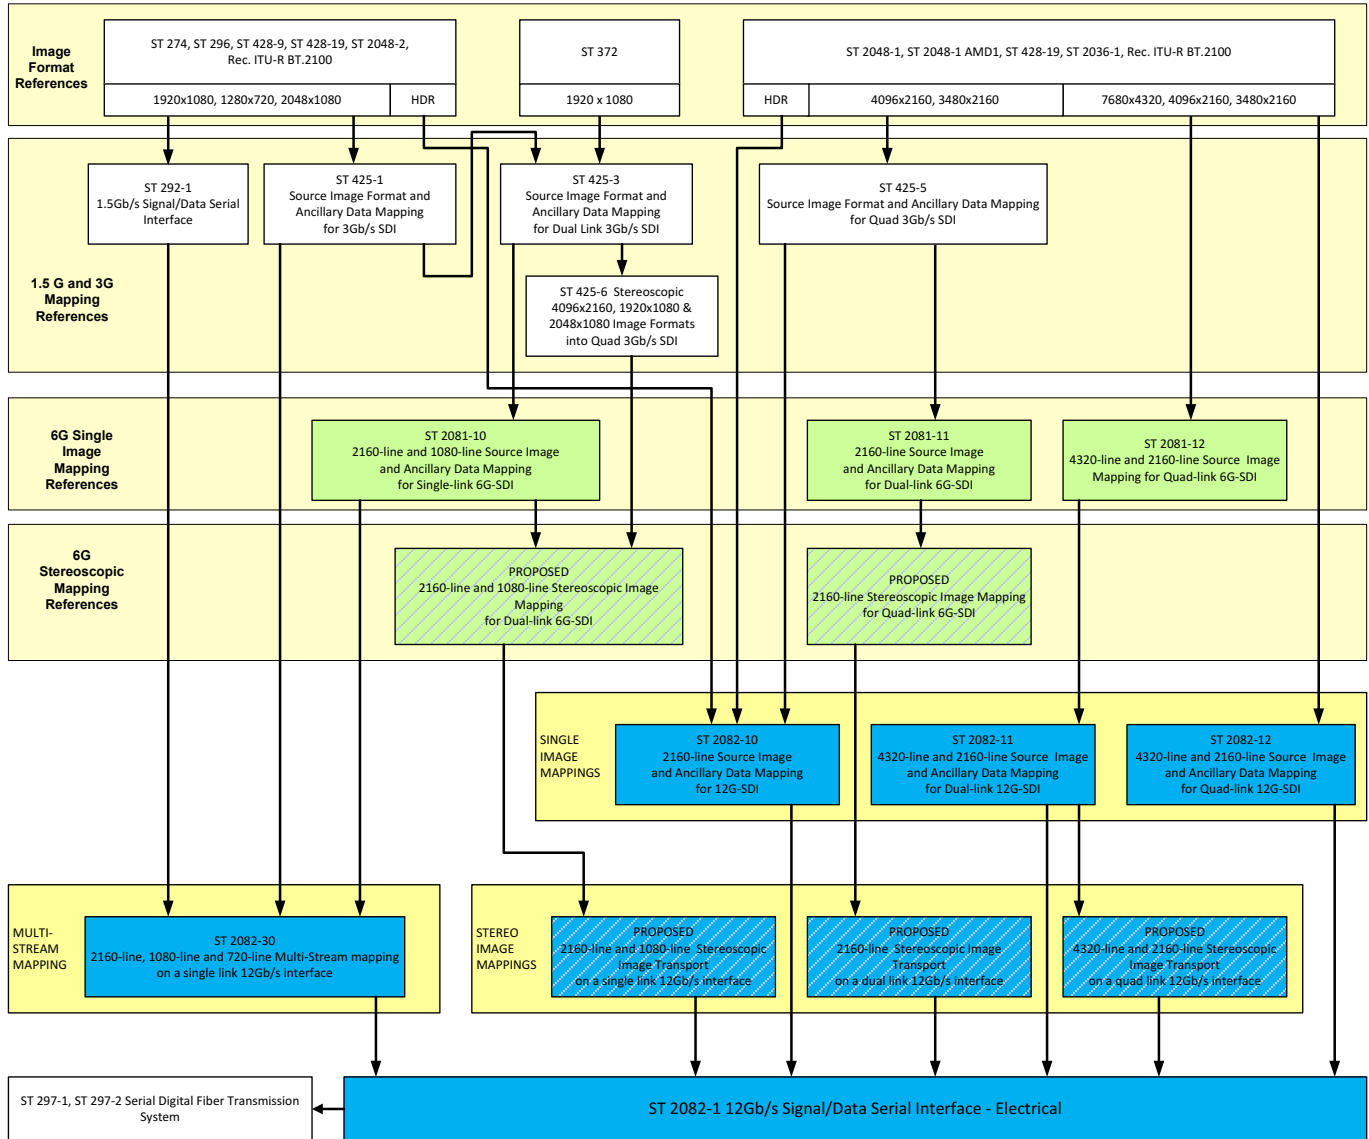 Image
Format
References
ST 274, ST 296, ST 428-9, ST 428-19, ST 2048-2,
Rec. ITU-R BT.2100
1920x1080, 1280x720, 2048x1080
HDR
ST 372
1920 x 1080
ST 2048-1, ST 2048-1 AMD1, ST 428-19, ST 2036-1, Rec. ITU-R BT.2100
HDR
4096x2160, 3480x2160
7680x4320, 4096x2160, 3480x2160
1.5 G and 3G
Mapping
References
ST 292-1
1.5Gb/s Signal/Data Serial
Interface
ST 425-1
Source Image Format and
Ancillary Data Mapping
for 3Gb/s SDI
ST 425-3
Source Image Format and
Ancillary Data Mapping
for Dual Link 3Gb/s SDI
ST 425-5
Source Image Format and Ancillary Data Mapping
for Quad 3Gb/s SDI
ST 425-6 Stereoscopic
4096x2160, 1920x1080 &
2048x1080 Image Formats
into Quad 3Gb/s SDI
6G Single
Image
Mapping
References
ST 2081-10
2160-line and 1080-line Source Image
and Ancillary Data Mapping
for Single-link 6G-SDI
ST 2081-11
2160-line Source Image
and Ancillary Data Mapping
for Dual-link 6G-SDI
ST 2081-12
4320-line and 2160-line Source Image
Mapping for Quad-link 6G-SDI
6G
Stereoscopic
Mapping
References
PROPOSED
2160-line and 1080-line Stereoscopic Image
Mapping
for Dual-link 6G-SDI
PROPOSED
2160-line Stereoscopic Image Mapping
for Quad-link 6G-SDI
SINGLE
IMAGE
MAPPINGS
ST 2082-10
2160-line Source Image
and Ancillary Data Mapping
for 12G-SDI
ST 2082-11
4320-line and 2160-line Source Image
and Ancillary Data Mapping
for Dual-link 12G-SDI
ST 2082-12
4320-line and 2160-line Source Image
and Ancillary Data Mapping
for Quad-link 12G-SDI
MULTI-
STREAM
MAPPING
ST 2082-30
2160-line, 1080-line and 720-line Multi-Stream mapping
on a single link 12Gb/s interface
STEREO
IMAGE
MAPPINGS
PROPOSED
2160-line and 1080-line Stereoscopic
Image Transport
on a single link 12Gb/s interface
PROPOSED
2160-line Stereoscopic Image
Transport
on a dual link 12Gb/s interface
PROPOSED
4320-line and 2160-line Stereoscopic
Image Transport
on a quad link 12Gb/s interface
ST 297-1, ST 297-2 Serial Digital Fiber Transmission
System
ST 2082-1 12Gb/s Signal/Data Serial Interface - Electrical